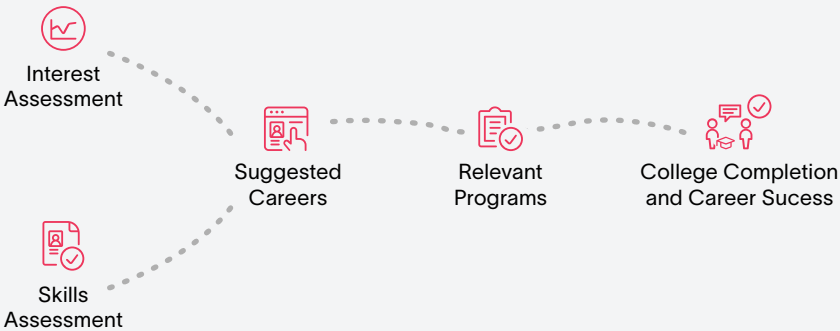 Interest
Assessment
Suggested
Careers
Relevant
Programs
College Completion
and Career Sucess
Skills
Assessment